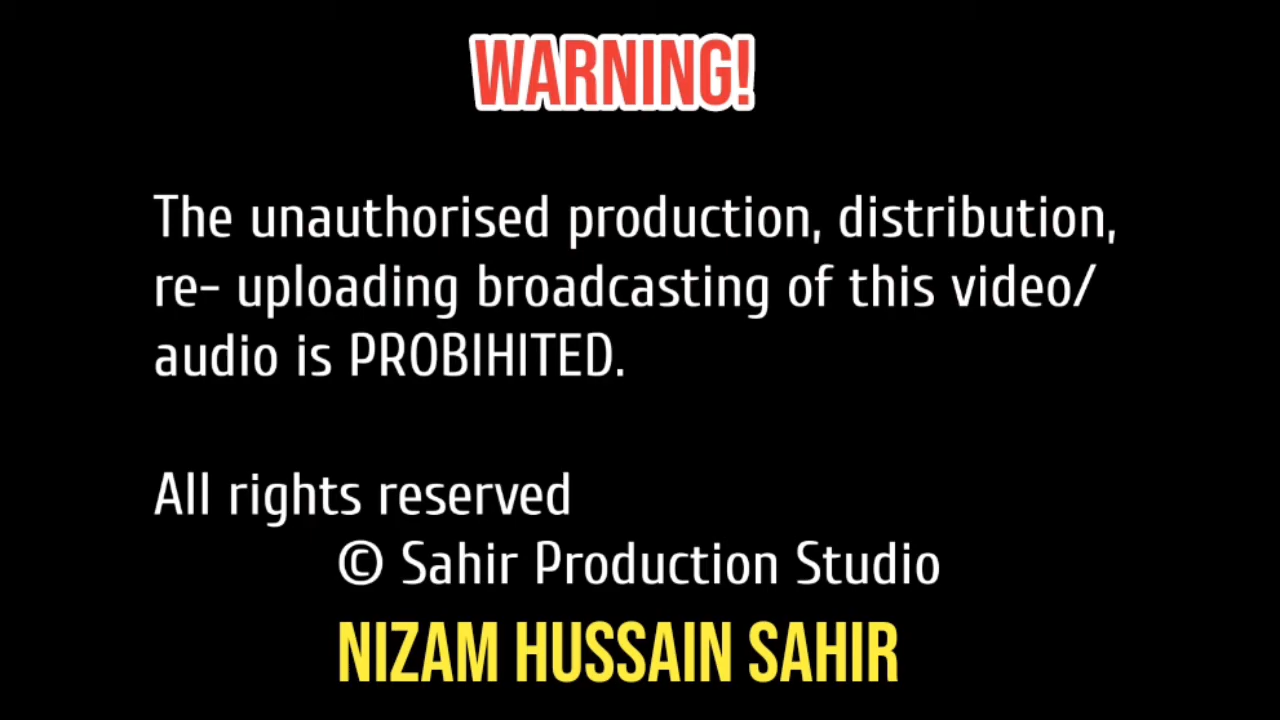 WARNING!
The unauthorised production, distribution,
re- uploading broadcasting of this video/
audio is PROBIHITED.
All rights reserved
© Sahir Production Studio
NIZAM HUSSAIN SAHIR